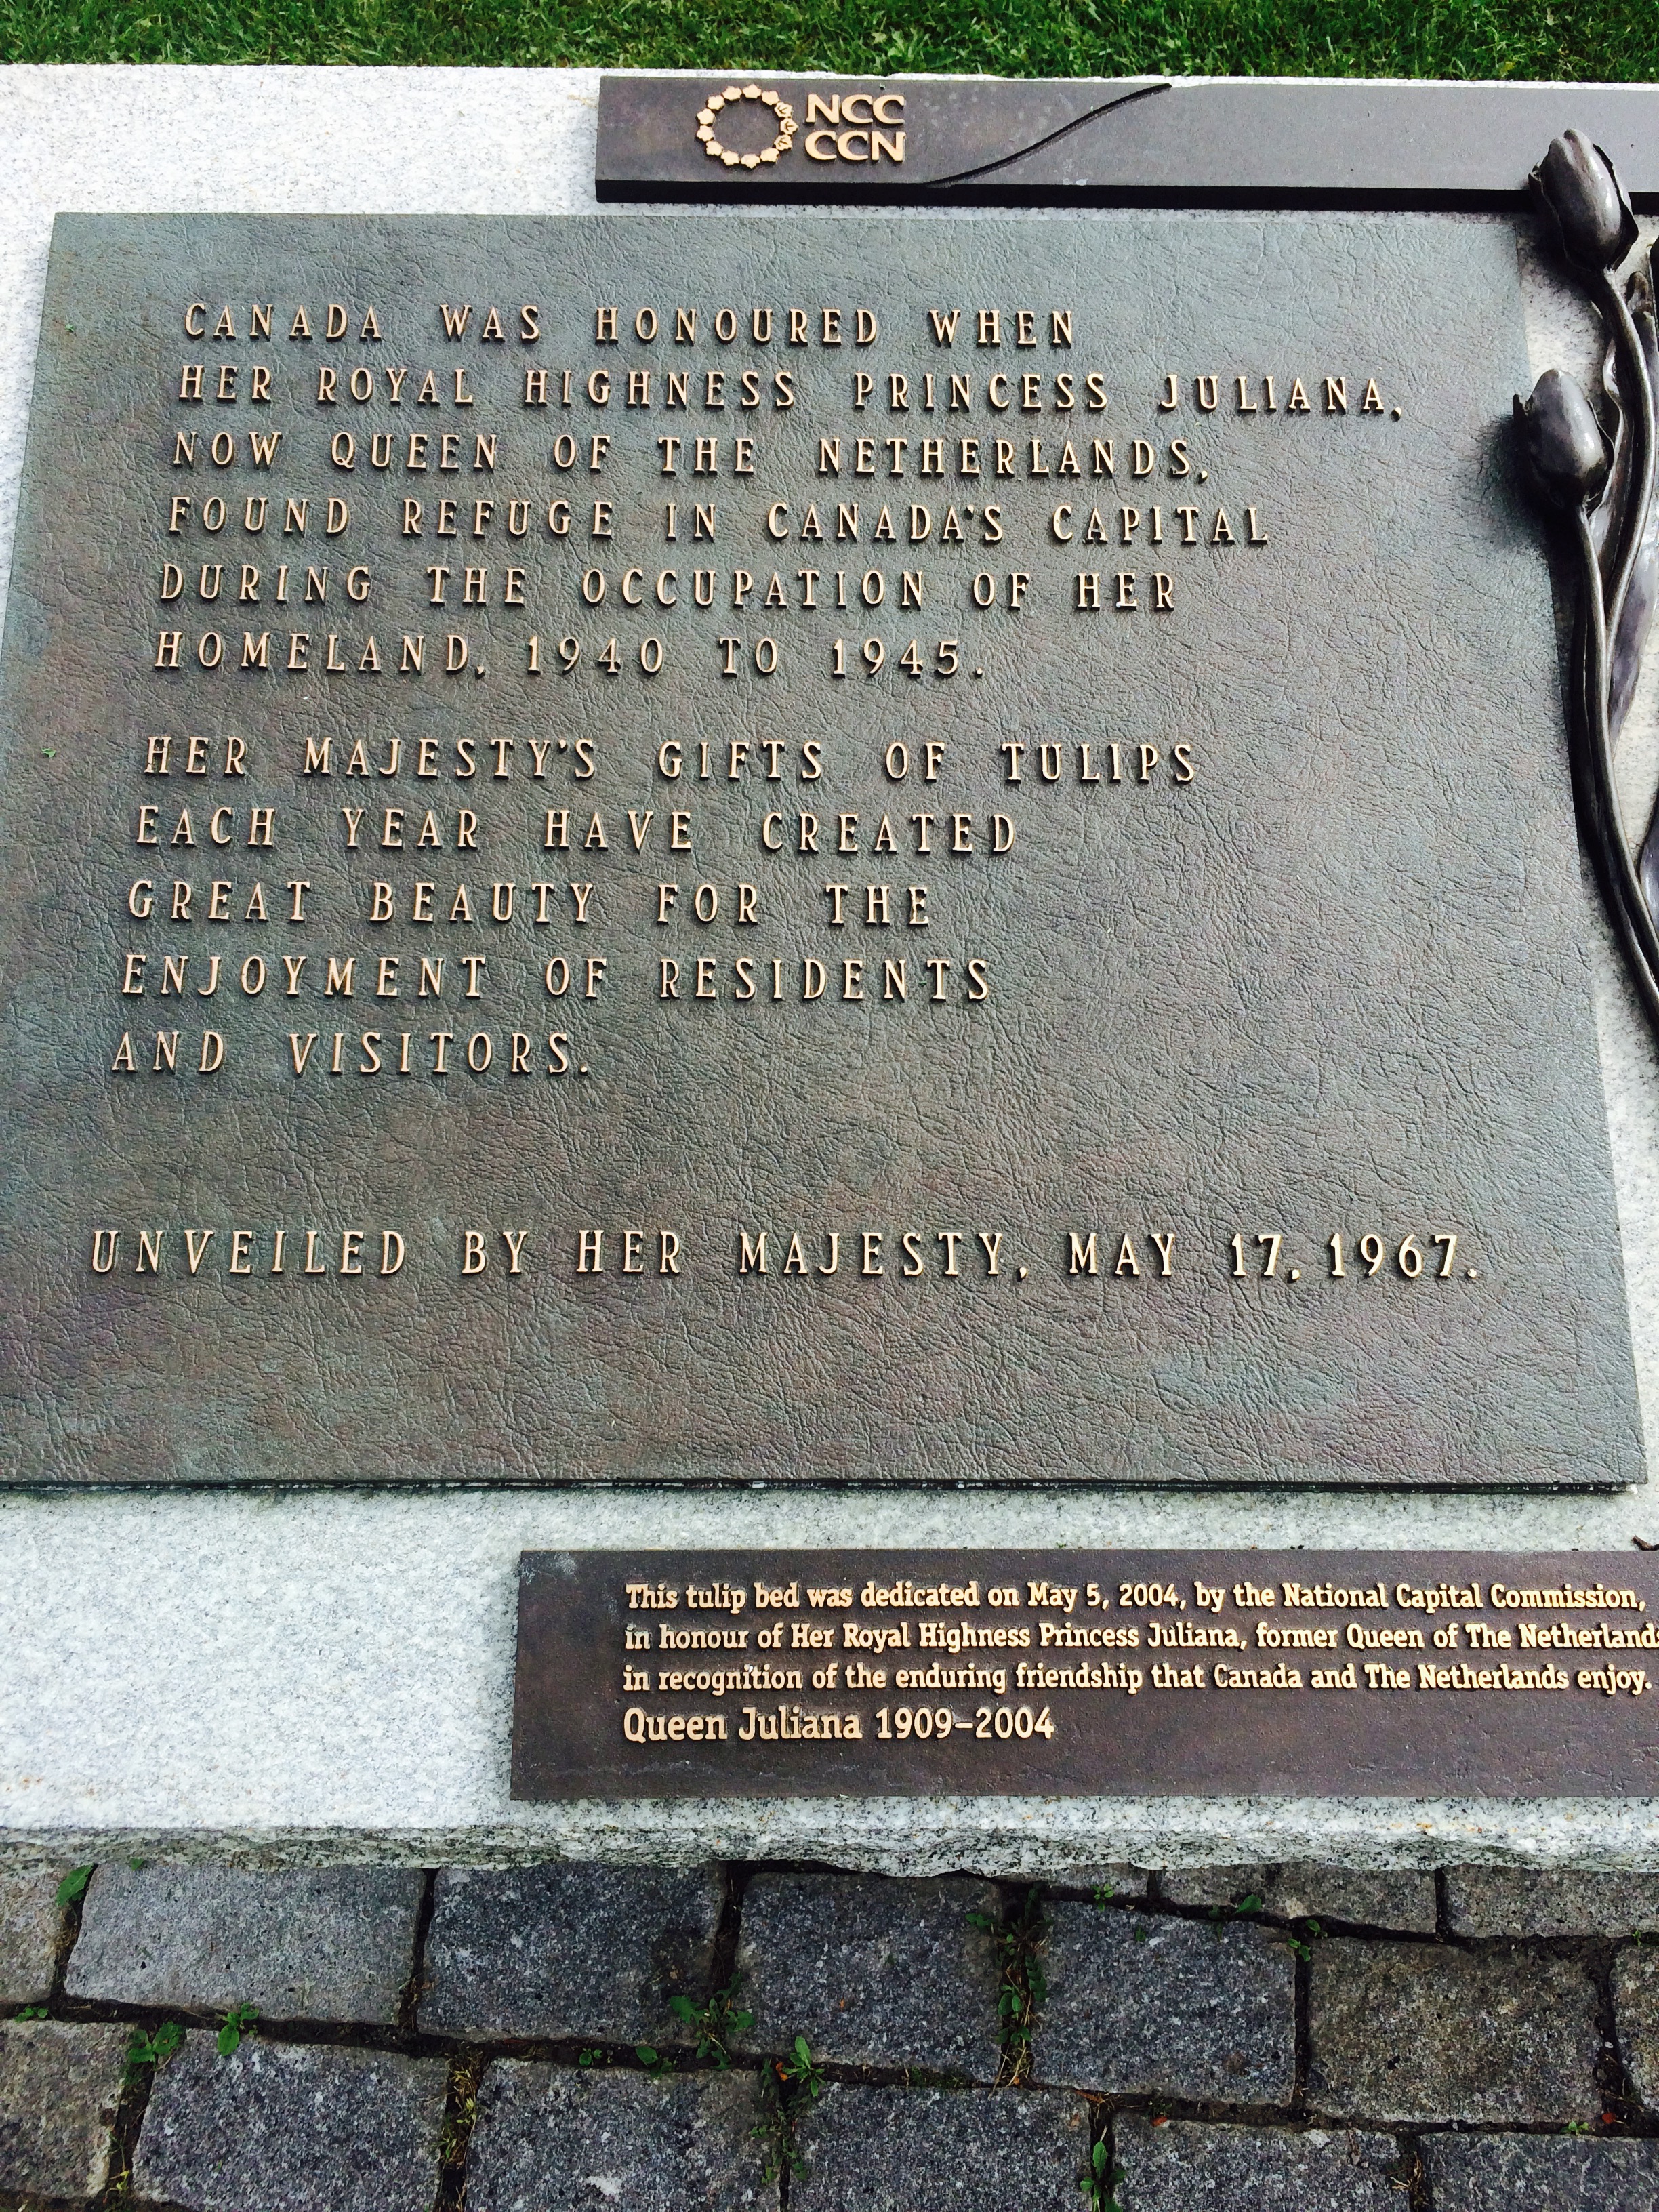 NCC
CCN
CANADA WAS HONOURED WHEN
HER ROYAL HIGHNESS PRINCESS JULIANA,
NOW QUEEN OF THE NETHERLANDS,
FOUND REFUGE IN CANADA'S CAPITAL
DURING THE OCCUPATION OF HER
HOMELAND, 1940 TO 1945.
HER MAJESTY'S GIFTS OF TULIPS
EACH YEAR HAVE CREATED
GREAT BEAUTY FOR THE
ENJOYMENT OF RESIDENTS
AND VISITORS.
UNVEILED BY HER MAJESTY, MAY 17, 1967.
This tulip bed was dedicated on May 5, 2004, by the National Capital Commission,
in honour of Her Royal Highness Princess Juliana, former Queen of The Netherlands
in recognition of the enduring friendship that Canada and The Netherlands enjoy.
Queen Juliana 1909–2004